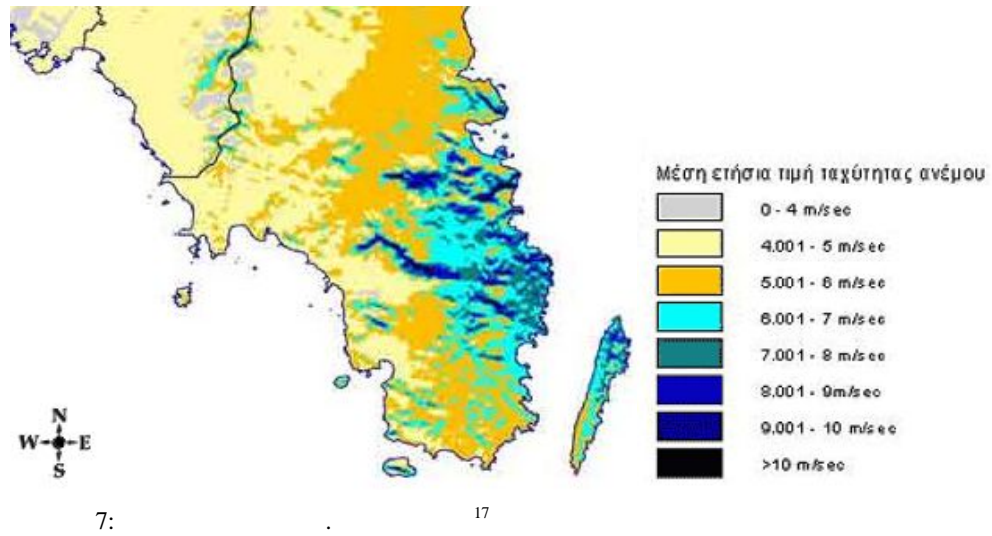 Μέση ετήσια τιμή ταχύτητας ανέμου
0 - 4 m/sec
4.001 - 5 m/sec
5.001 - 6 m/sec
6.001 - 7 m/sec
7.001 - 8 m/sec
8.001 - 9m/sec
9.001 - 10 m/sec
>10 m/sec
N
W E
S
7: . 17